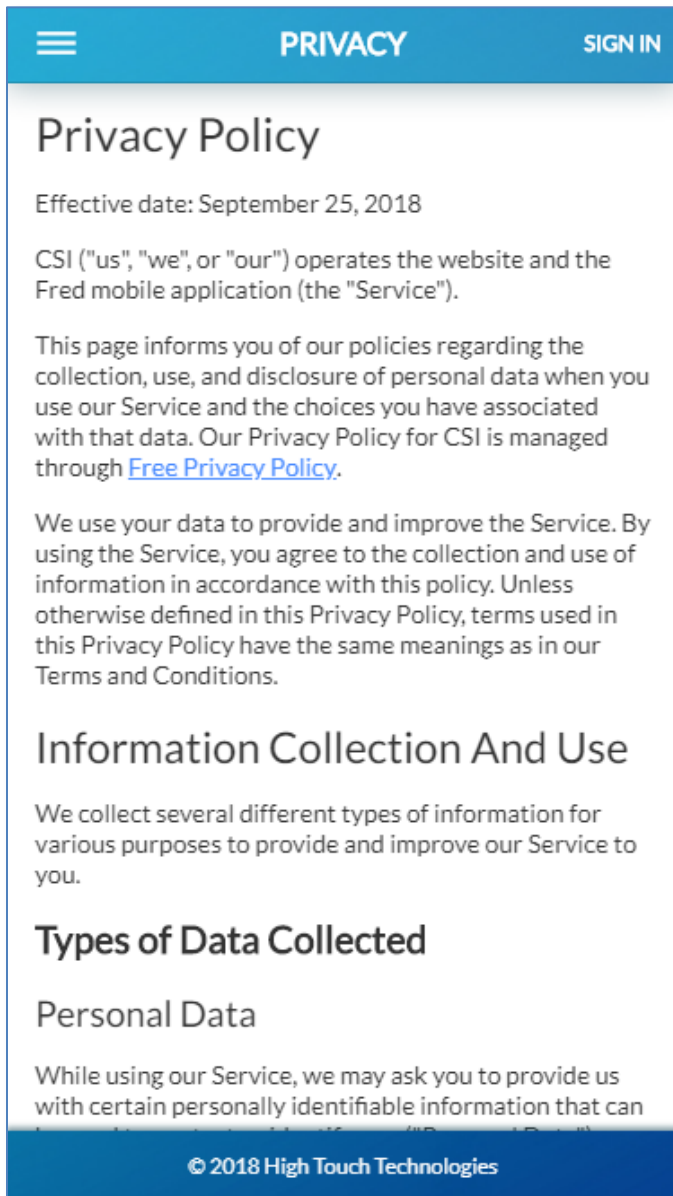 PRIVACY
SIGN IN
Privacy Policy
Effective date: September 25, 2018
CSI ("us", "we", or "our") operates the website and the
Fred mobile application (the "Service").
This page informs you of our policies regarding the
collection, use, and disclosure of personal data when you
use our Service and the choices you have associated
with that data. Our Privacy Policy for CSI is managed
through Free Privacy Policy.
We use your data to provide and improve the Service. By
using the Service, you agree to the collection and use of
information in accordance with this policy. Unless
otherwise defined in this Privacy Policy, terms used in
this Privacy Policy have the same meanings as in our
Terms and Conditions.
Information Collection And Use
We collect several different types of information for
various purposes to provide and improve our Service to
you.
Types of Data Collected
Personal Data
While using our Service, we may ask you to provide us
with certain personally identifiable information that can
© 2018 High Touch Technologies